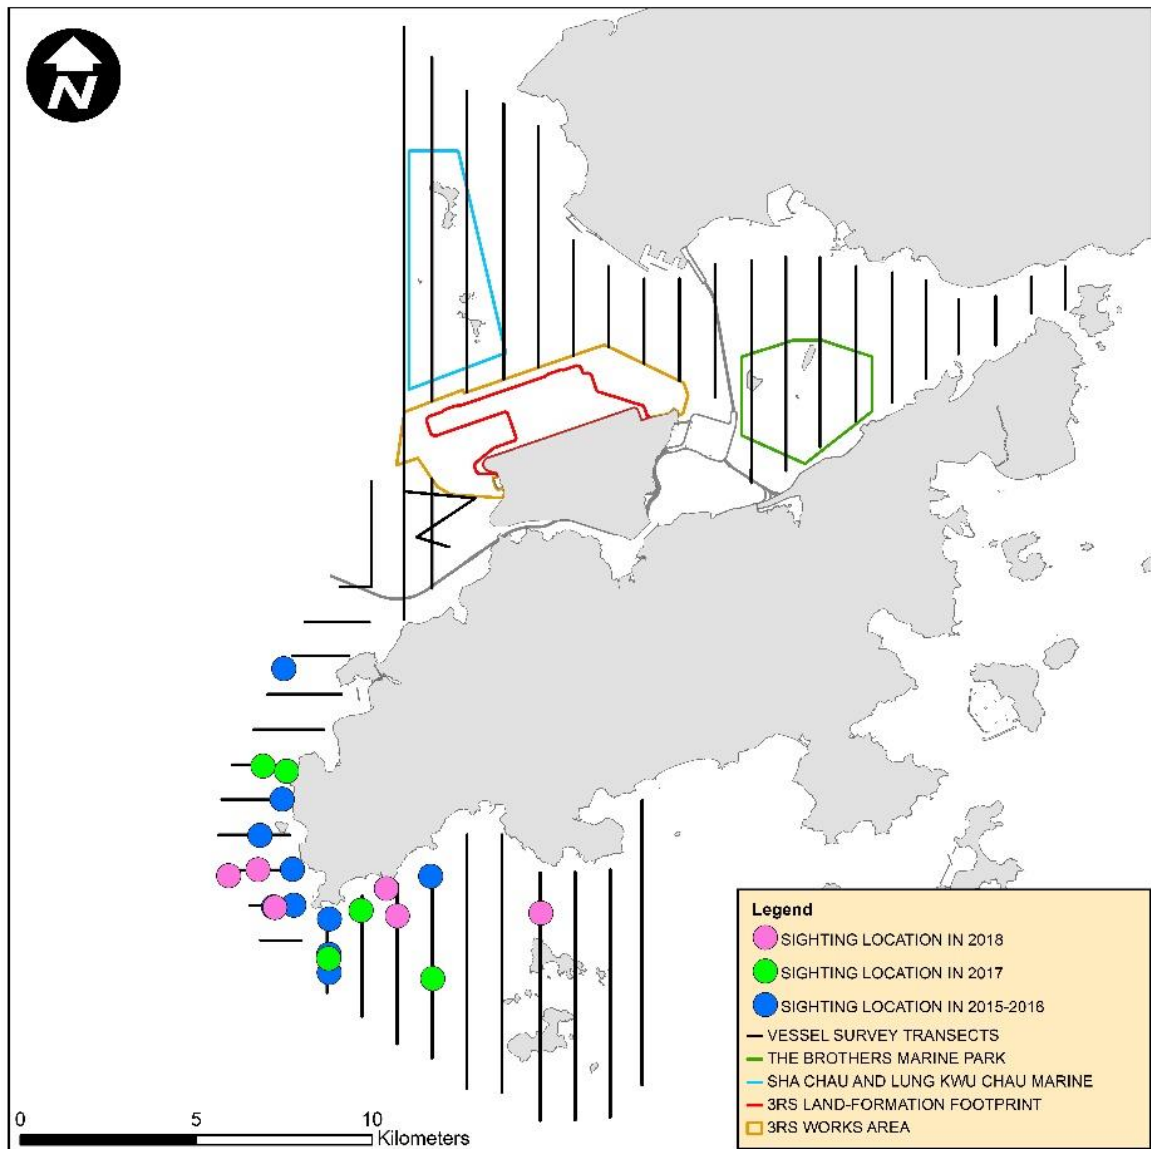 N
Legend
SIGHTING LOCATION IN 2018
SIGHTING LOCATION IN 2017
SIGHTING LOCATION IN 2015-2016
VESSEL SURVEY TRANSECTS
THE BROTHERS MARINE PARK
SHA CHAU AND LUNG KWU CHAU MARINE
3RS LAND-FORMATION FOOTPRINT
3RS WORKS AREA
0 5 10
Kilometers